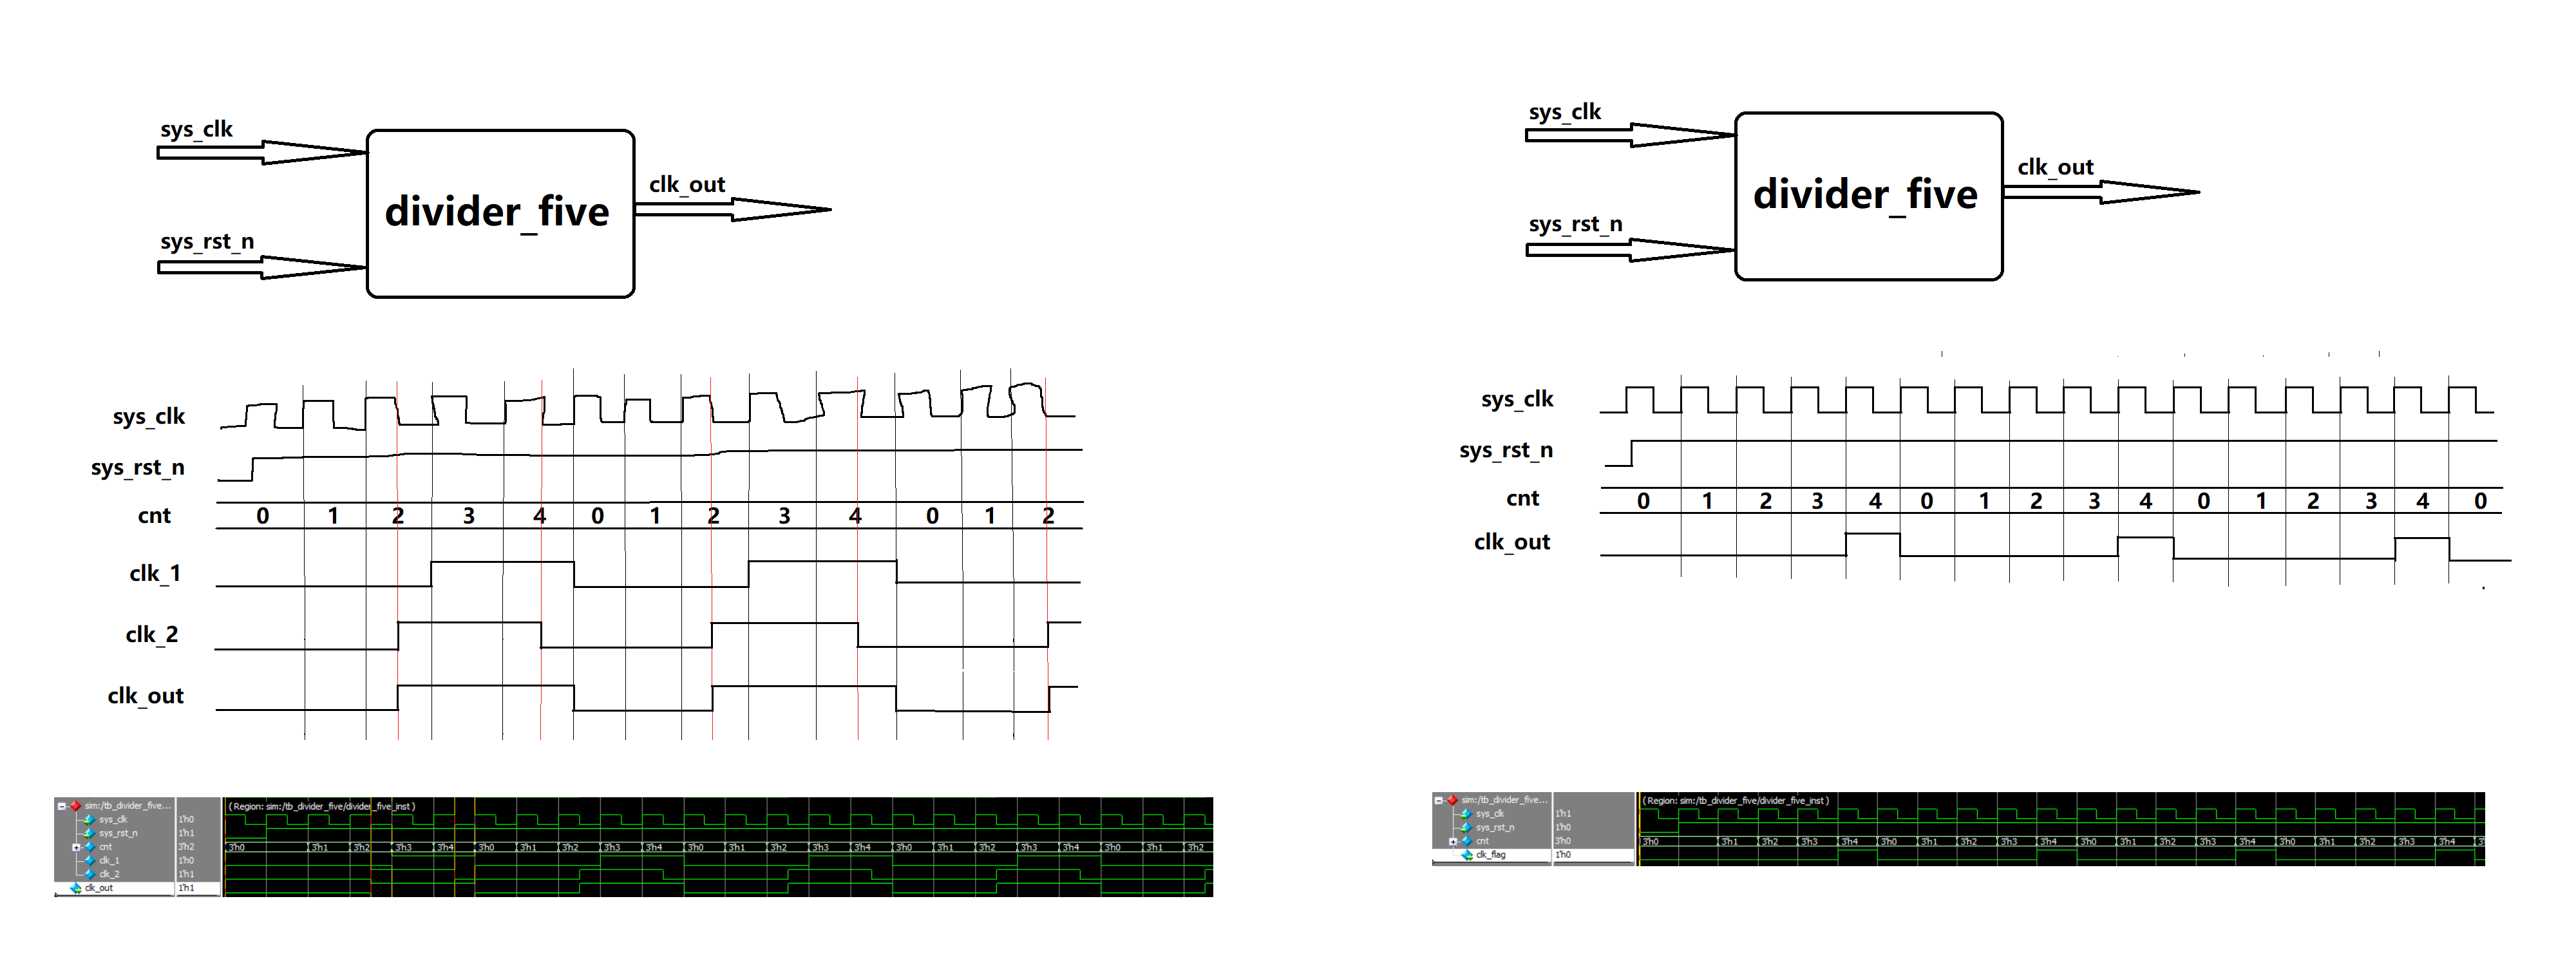 sys_clk
sys_rst_n
divider_five
clk_out
sys_clk
sys_rst_n
cnt 0 1 2 3 4 0 1 2 3 4 0 1 2
clk_1
clk_2
clk_out
(Region: sim:/tb_divider_five/divider_five_inst )
sim:/tb_divider_five...
sys_clk 1'h0
sys_rst_n 1'h1
cnt 3'h2 3'h0 3'h1 3'h2 3'h3 3'h4 3'h0 3'h1 3'h2 3'h3 3'h4 3'h0 3'h1 3'h2 3'h3 3'h4 3'h0 3'h1 3'h2 3'h3 3'h4 3'h0 3'h1 3'h2
clk_1 1'h0
clk_2 1'h1
clk_out 1'h1
sys_clk
sys_rst_n
divider_five
clk_out
sys_clk
sys_rst_n
cnt 0 1 2 3 4 0 1 2 3 4 0 1 2 3 4 0
clk_out
(Region: sim:/tb_divider_five/divider_five_inst )
sim:/tb_divider_five...
sys_clk 1'h1
sys_rst_n 1'h0
cnt 3'h0 3'h0 3'h1 3'h2 3'h3 3'h4 3'h0 3'h1 3'h2 3'h3 3'h4 3'h0 3'h1 3'h2 3'h3 3'h4 3'h0 3'h1 3'h2 3'h3 3'h4
clk_flag 1'h0